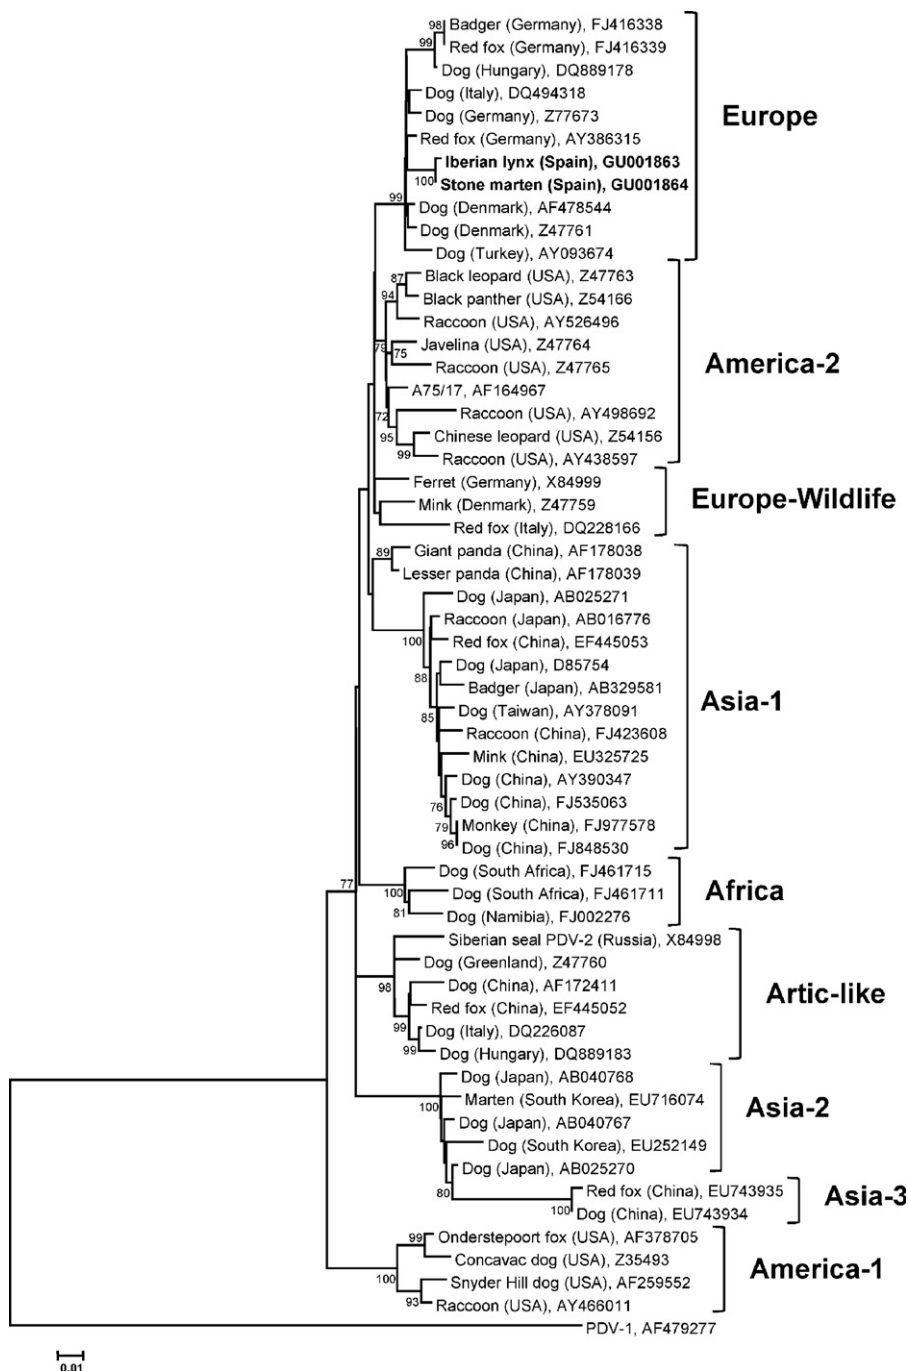 98
Badger (Germany), FJ416338
99
Red fox (Germany), FJ416339
Dog (Hungary), DQ889178
Dog (Italy), DQ494318
Dog (Germany), Z77673
Europe
Red fox (Germany), AY386315
Iberian lynx (Spain), GU001863
100
Stone marten (Spain), GU001864
99
Dog (Denmark), AF478544
Dog (Denmark), Z47761
Dog (Turkey), AY093674
87
Black leopard (USA), Z47763
94
Black panther (USA), Z54166
Raccoon (USA), AY526496
79
Javelina (USA), Z47764
75
Raccoon (USA), Z47765
America-2
A75/17, AF164967
72
Raccoon (USA), AY498692
95
Chinese leopard (USA), Z54156
99
Raccoon (USA), AY438597
Ferret (Germany), X84999
Mink (Denmark), Z47759
Europe-Wildlife
Red fox (Italy), DQ228166
89
Giant panda (China), AF178038
Lesser panda (China), AF178039
Dog (Japan), AB025271
Raccoon (Japan), AB016776
100
Red fox (China), EF445053
Dog (Japan), D85754
88
Badger (Japan), AB329581
Asia-1
Dog (Taiwan), AY378091
85
Raccoon (China), FJ423608
Mink (China), EU325725
Dog (China), AY390347
76
Dog (China), FJ535063
79
Monkey (China), FJ977578
96
Dog (China), FJ848530
77
Dog (South Africa), FJ461715
100
Dog (South Africa), FJ461711
Africa
81
Dog (Namibia), FJ002276
Siberian seal PDV-2 (Russia), X84998
Dog (Greenland), Z47760
98
Dog (China), AF172411
Artic-like
Red fox (China), EF445052
99
Dog (Italy), DQ226087
99
Dog (Hungary), DQ889183
Dog (Japan), AB040768
100
Marten (South Korea), EU716074
Asia-2
Dog (Japan), AB040767
Dog (South Korea), EU252149
Dog (Japan), AB025270
80
Red fox (China), EU743935
Asia-3
100
Dog (China), EU743934
99
Onderstepoort fox (USA), AF378705
Concavac dog (USA), Z35493
America-1
100
Snyder Hill dog (USA), AF259552
93
Raccoon (USA), AY466011
PDV-1, AF479277
0.01